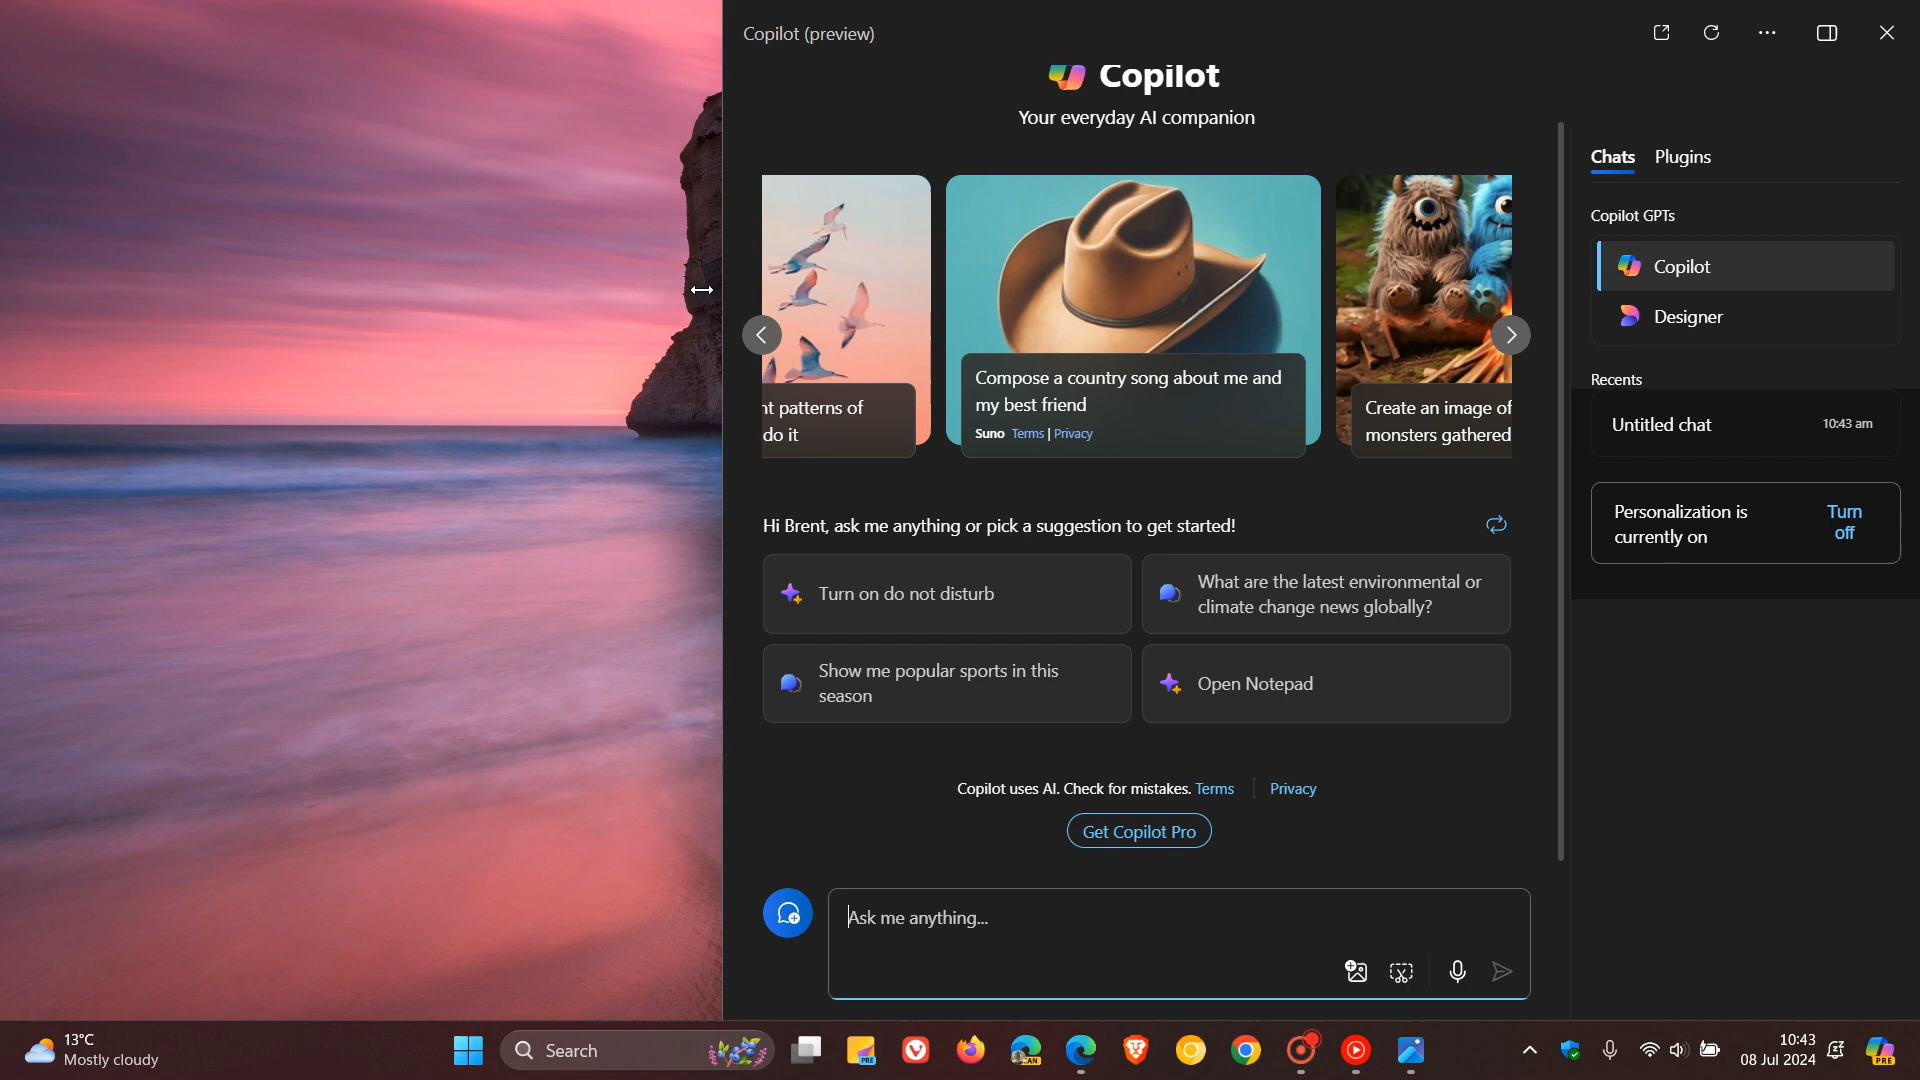 Copilot (preview)
Copilot
Your everyday AI companion
nt patterns of
do it
Compose a country song about me and
my best friend
Suno Terms | Privacy
Create an image of
monsters gathered
Hi Brent, ask me anything or pick a suggestion to get started!
Turn on do not disturb
What are the latest environmental or
climate change news globally?
Show me popular sports in this
season
Open Notepad
Copilot uses AI. Check for mistakes. Terms
Privacy
Get Copilot Pro
Ask me anything...
Chats Plugins
Copilot GPTs
Copilot
Designer
Recents
Untitled chat 10:43 am
Personalization is
currently on
Turn
off
13°C
Mostly cloudy
Search
PRE
CAN
10:43
08 Jul 2024
PRE